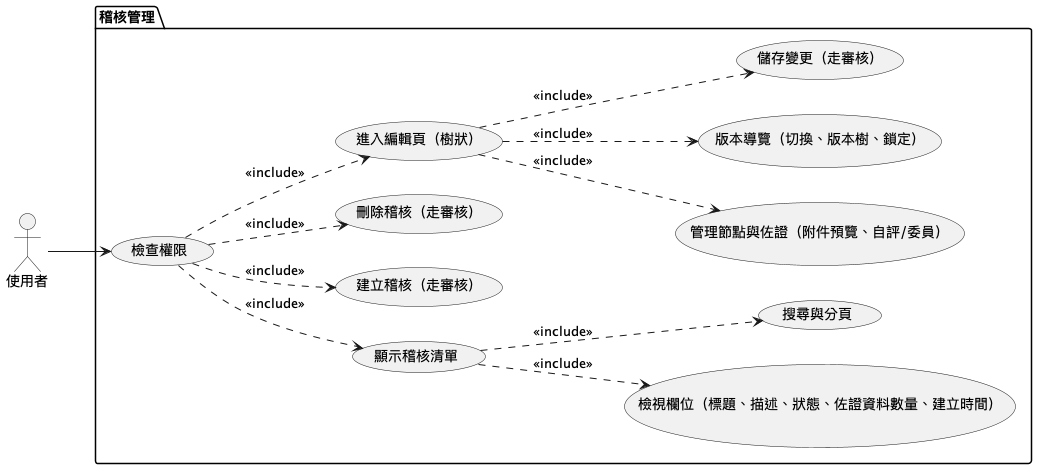 稽核管理
儲存變更（走審核）
«include»
進入編輯頁（樹狀）
«include»
版本導覽（切換、版本樹、鎖定）
«include»
«include»
刪除稽核（走審核）
管理節點與佐證（附件預覽、自評/委員）
«include»
使用者
檢查權限
«include»
建立稽核（走審核）
«include»
搜尋與分頁
«include»
顯示稽核清單
«include»
檢視欄位（標題、描述、狀態、佐證資料數量、建立時間）